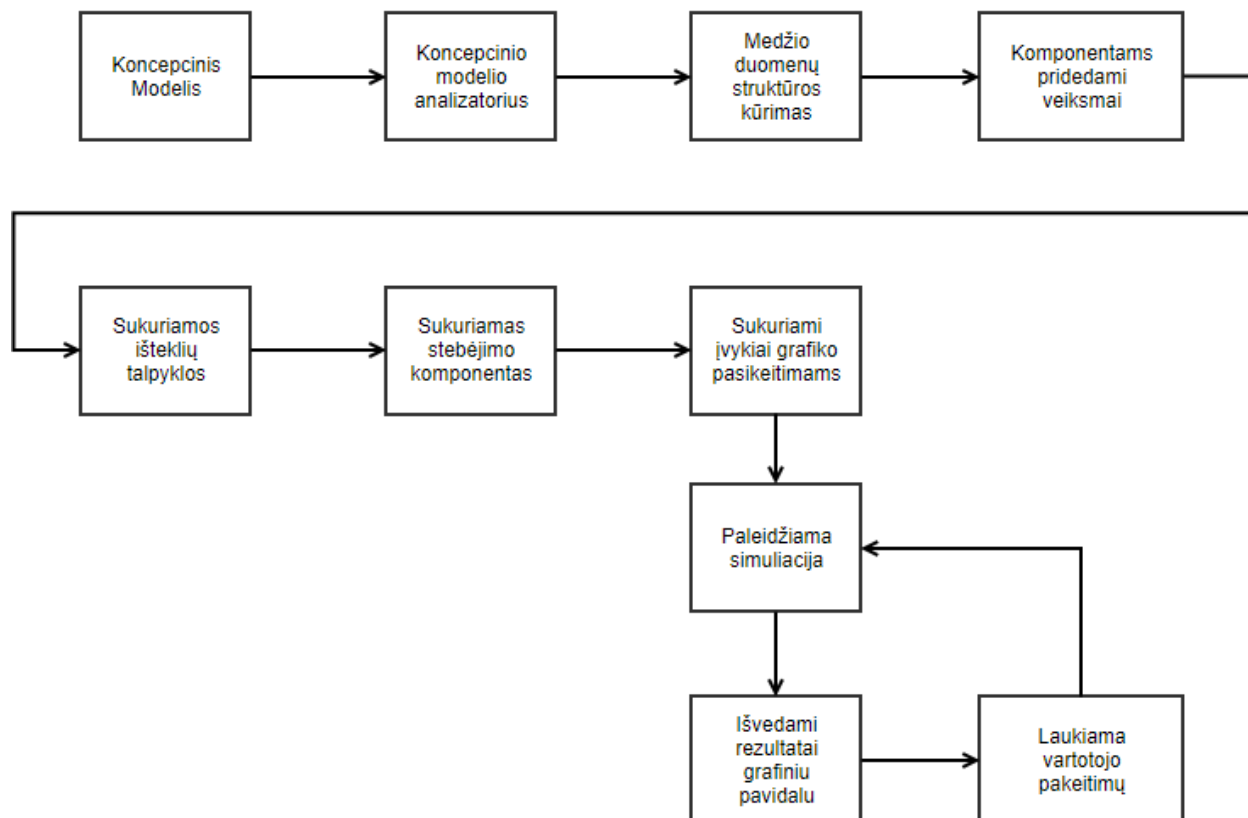 Koncepcinis
Modelis
Koncepcinio
modelio
analizatorius
Medžio
duomenų
struktūros
kūrimas
Komponentams
pridedami
veiksmai
Sukuriamos
išteklių
talpyklos
Sukuriamas
stebėjimo
komponentas
Sukuriami
įvykiai grafiko
pasikeitimams
Paleidžiama
simuliacija
Išvedami
rezultatai
grafiniu
pavidalu
Laukiama
vartotojo
pakeitimų